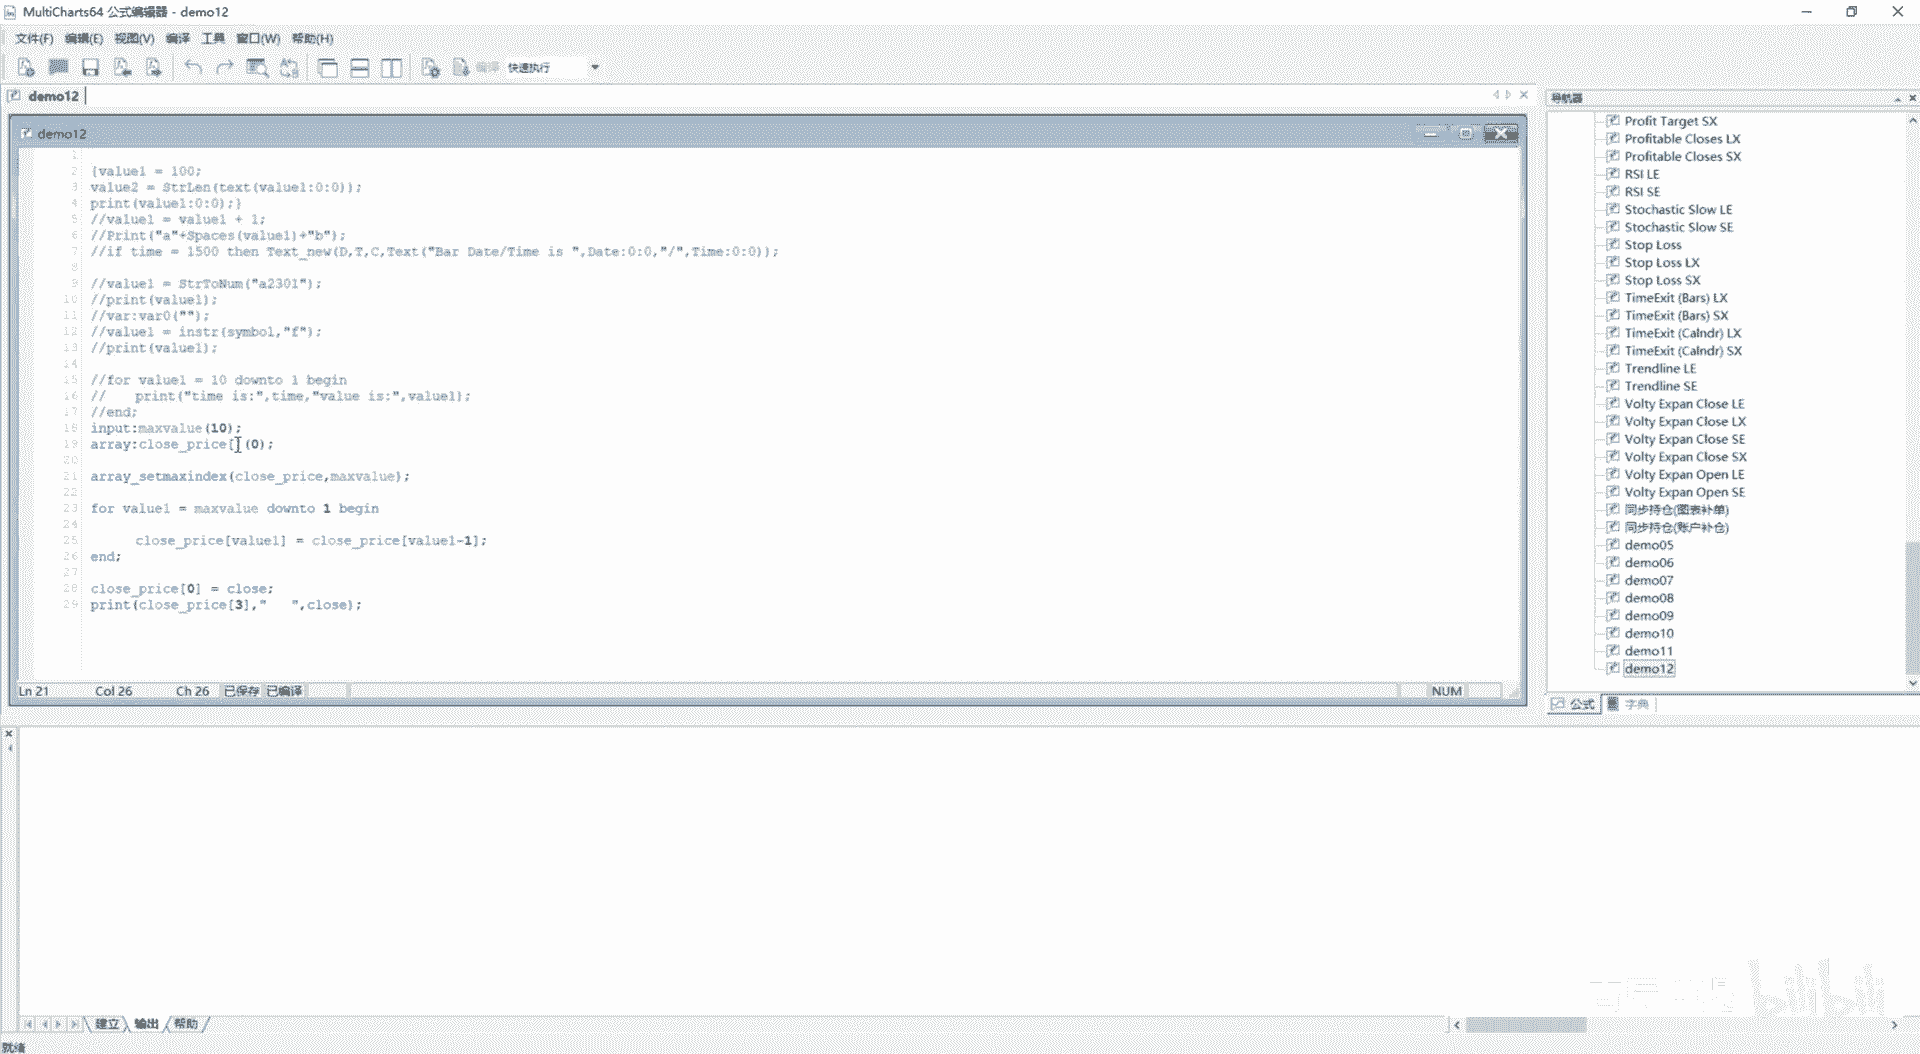 MultiCharts64 公式编辑器 - demo12
文件(F) 编辑(E) 视图(V) 编译 工具 窗口(W) 帮助(H)
编译 快速执行
demo12
导航器
demo12
1
2 {value1 = 100;
3 value2 = StrLen(text(value1:0:0));
4 print(value1:0:0);}
5 //value1 = value1 + 1;
6 //Print("a"+Spaces(value1)+"b");
7 //if time = 1500 then Text_new(D,T,C,Text("Bar Date/Time is ",Date:0:0,"/",Time:0:0));
8
9 //value1 = StrToNum("a2301");
10 //print(value1);
11 //var:var0("");
12 //value1 = instr(symbol,"f");
13 //print(value1);
14
15 //for value1 = 10 downto 1 begin
16 // print("time is:",time,"value is:",value1);
17 //end;
18 input:maxvalue(10);
19 array:close_price[](0);
20
21 array_setmaxindex(close_price,maxvalue);
22
23 for value1 = maxvalue downto 1 begin
24
25 close_price[value1] = close_price[value1-1];
26 end;
27
28 close_price[0] = close;
29 print(close_price[3],"   ",close);
Ln 21 Col 26 Ch 26 已保存 已编译 NUM
Profit Target SX
Profitable Closes LX
Profitable Closes SX
RSI LE
RSI SE
Stochastic Slow LE
Stochastic Slow SE
Stop Loss
Stop Loss LX
Stop Loss SX
TimeExit (Bars) LX
TimeExit (Bars) SX
TimeExit (Calndr) LX
TimeExit (Calndr) SX
Trendline LE
Trendline SE
Volty Expan Close LE
Volty Expan Close LX
Volty Expan Close SE
Volty Expan Close SX
Volty Expan Open LE
Volty Expan Open SE
同步持仓(图表补单)
同步持仓(账户补仓)
demo05
demo06
demo07
demo08
demo09
demo10
demo11
demo12
公式 字典
建立 输出 帮助
就绪
bilibili